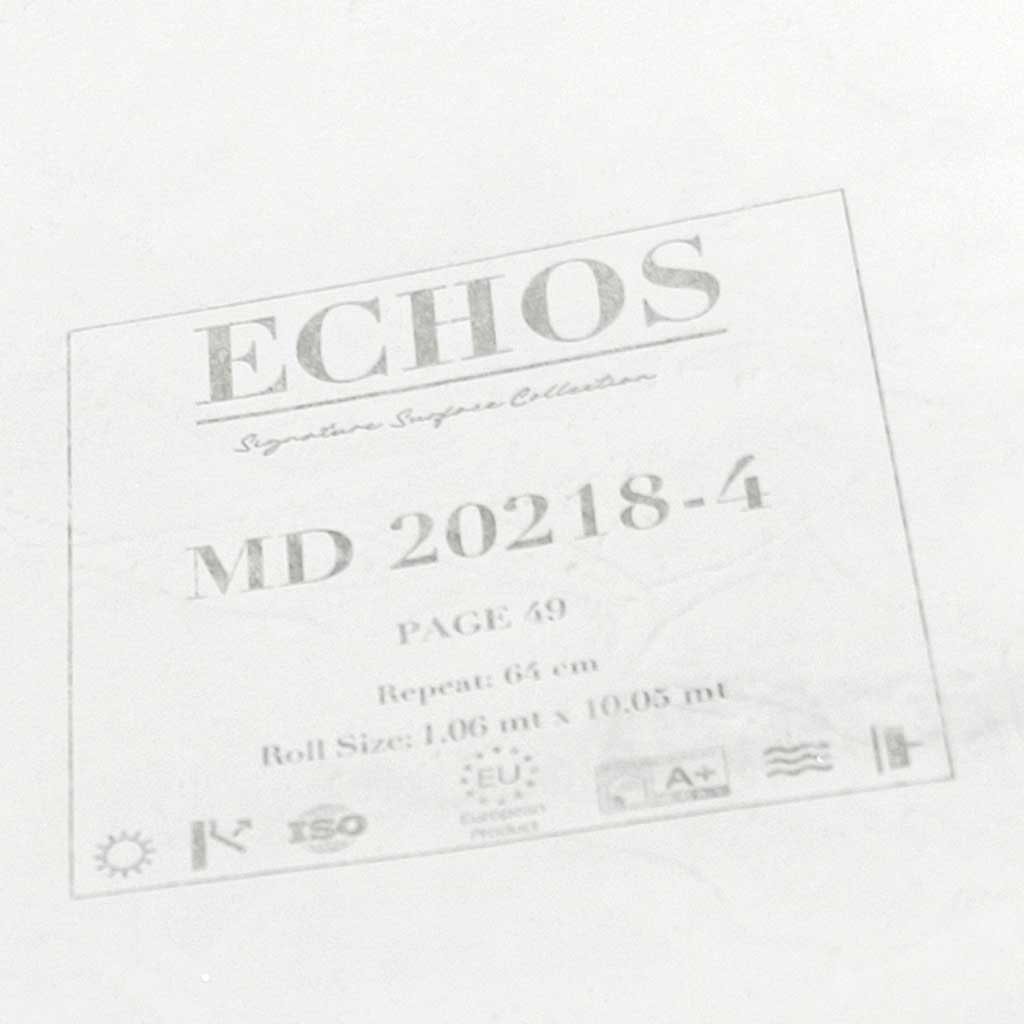 ECHOS
Signature Surface Collection
MD 20218-4
PAGE 49
Repeat: 64 cm
Roll Size: 1.06 mt x 10.05 mt
EU
European
Product
ISO
A+